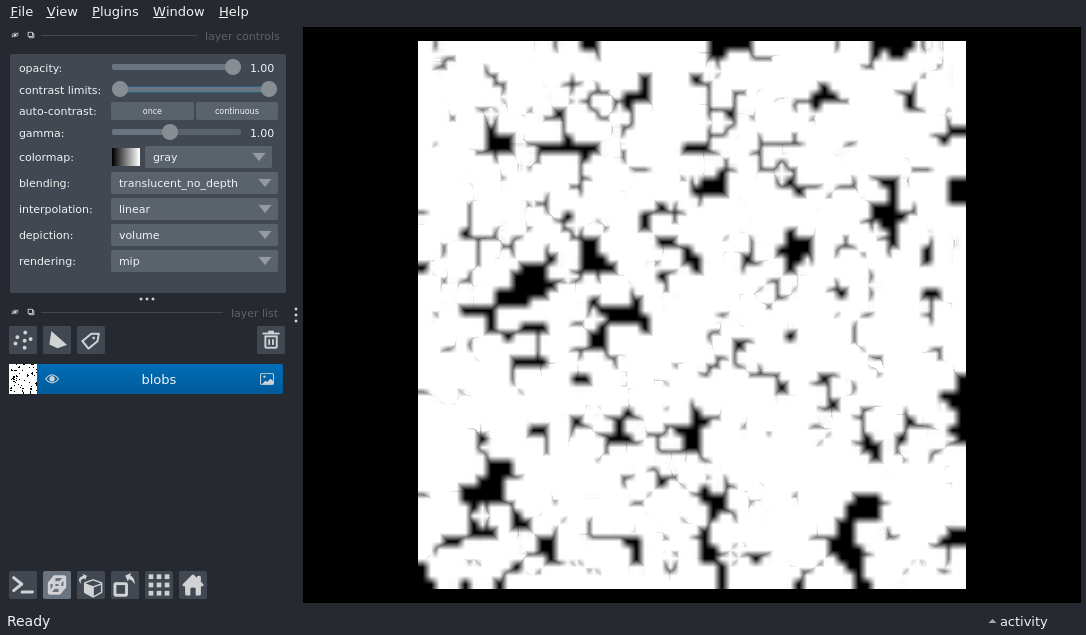 File View Plugins Window Help
layer controls
opacity: 1.00
contrast limits:
auto-contrast: once continuous
gamma: 1.00
colormap: gray
blending: translucent_no_depth
interpolation: linear
depiction: volume
rendering: mip
layer list
blobs
Ready activity